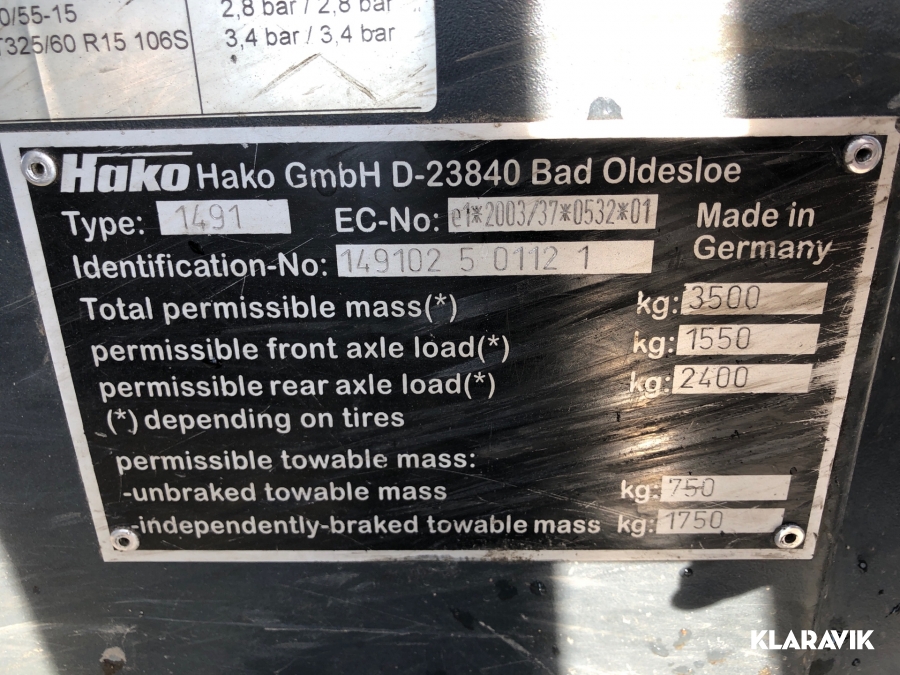 0/55-15 2,8 bar / 2,8 bar
T325/60 R15 106S 3,4 bar / 3,4 bar
Hako Hako GmbH D-23840 Bad Oldesloe
Type: 1491 EC-No: e1*2003/37*0532*01 Made in
Germany
Identification-No: 149102 5 0112 1
Total permissible mass(*) kg: 3500
permissible front axle load(*) kg: 1550
permissible rear axle load(*) kg: 2400
(*) depending on tires
permissible towable mass:
-unbraked towable mass kg: 750
-independently-braked towable mass kg: 1750
KLARAVIK